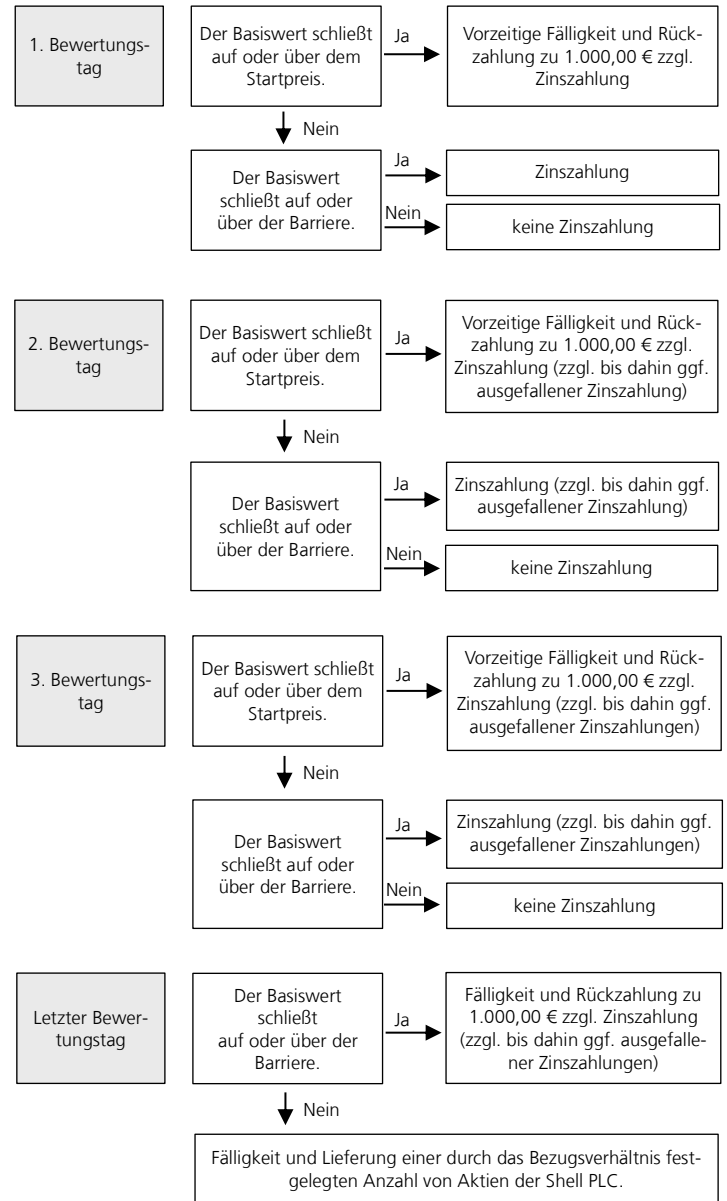 1. Bewertungs-
tag
Der Basiswert schließt
auf oder über dem
Startpreis.
Ja
Vorzeitige Fälligkeit und Rück-
zahlung zu 1.000,00 € zzgl.
Zinszahlung
Nein
Der Basiswert
schließt auf oder
über der Barriere.
Ja
Zinszahlung
Nein
keine Zinszahlung
2. Bewertungs-
tag
Der Basiswert schließt
auf oder über dem
Startpreis.
Ja
Vorzeitige Fälligkeit und Rück-
zahlung zu 1.000,00 € zzgl.
Zinszahlung (zzgl. bis dahin ggf.
ausgefallener Zinszahlung)
Nein
Der Basiswert
schließt auf oder
über der Barriere.
Ja
Zinszahlung (zzgl. bis dahin ggf.
ausgefallener Zinszahlung)
Nein
keine Zinszahlung
3. Bewertungs-
tag
Der Basiswert schließt
auf oder über dem
Startpreis.
Ja
Vorzeitige Fälligkeit und Rück-
zahlung zu 1.000,00 € zzgl.
Zinszahlung (zzgl. bis dahin ggf.
ausgefallener Zinszahlungen)
Nein
Der Basiswert
schließt auf oder
über der Barriere.
Ja
Zinszahlung (zzgl. bis dahin ggf.
ausgefallener Zinszahlungen)
Nein
keine Zinszahlung
Letzter Bewer-
tungstag
Der Basiswert
schließt
auf oder über der
Barriere.
Ja
Fälligkeit und Rückzahlung zu
1.000,00 € zzgl. Zinszahlung
(zzgl. bis dahin ggf. ausgefalle-
ner Zinszahlungen)
Nein
Fälligkeit und Lieferung einer durch das Bezugsverhältnis fest-
gelegten Anzahl von Aktien der Shell PLC.